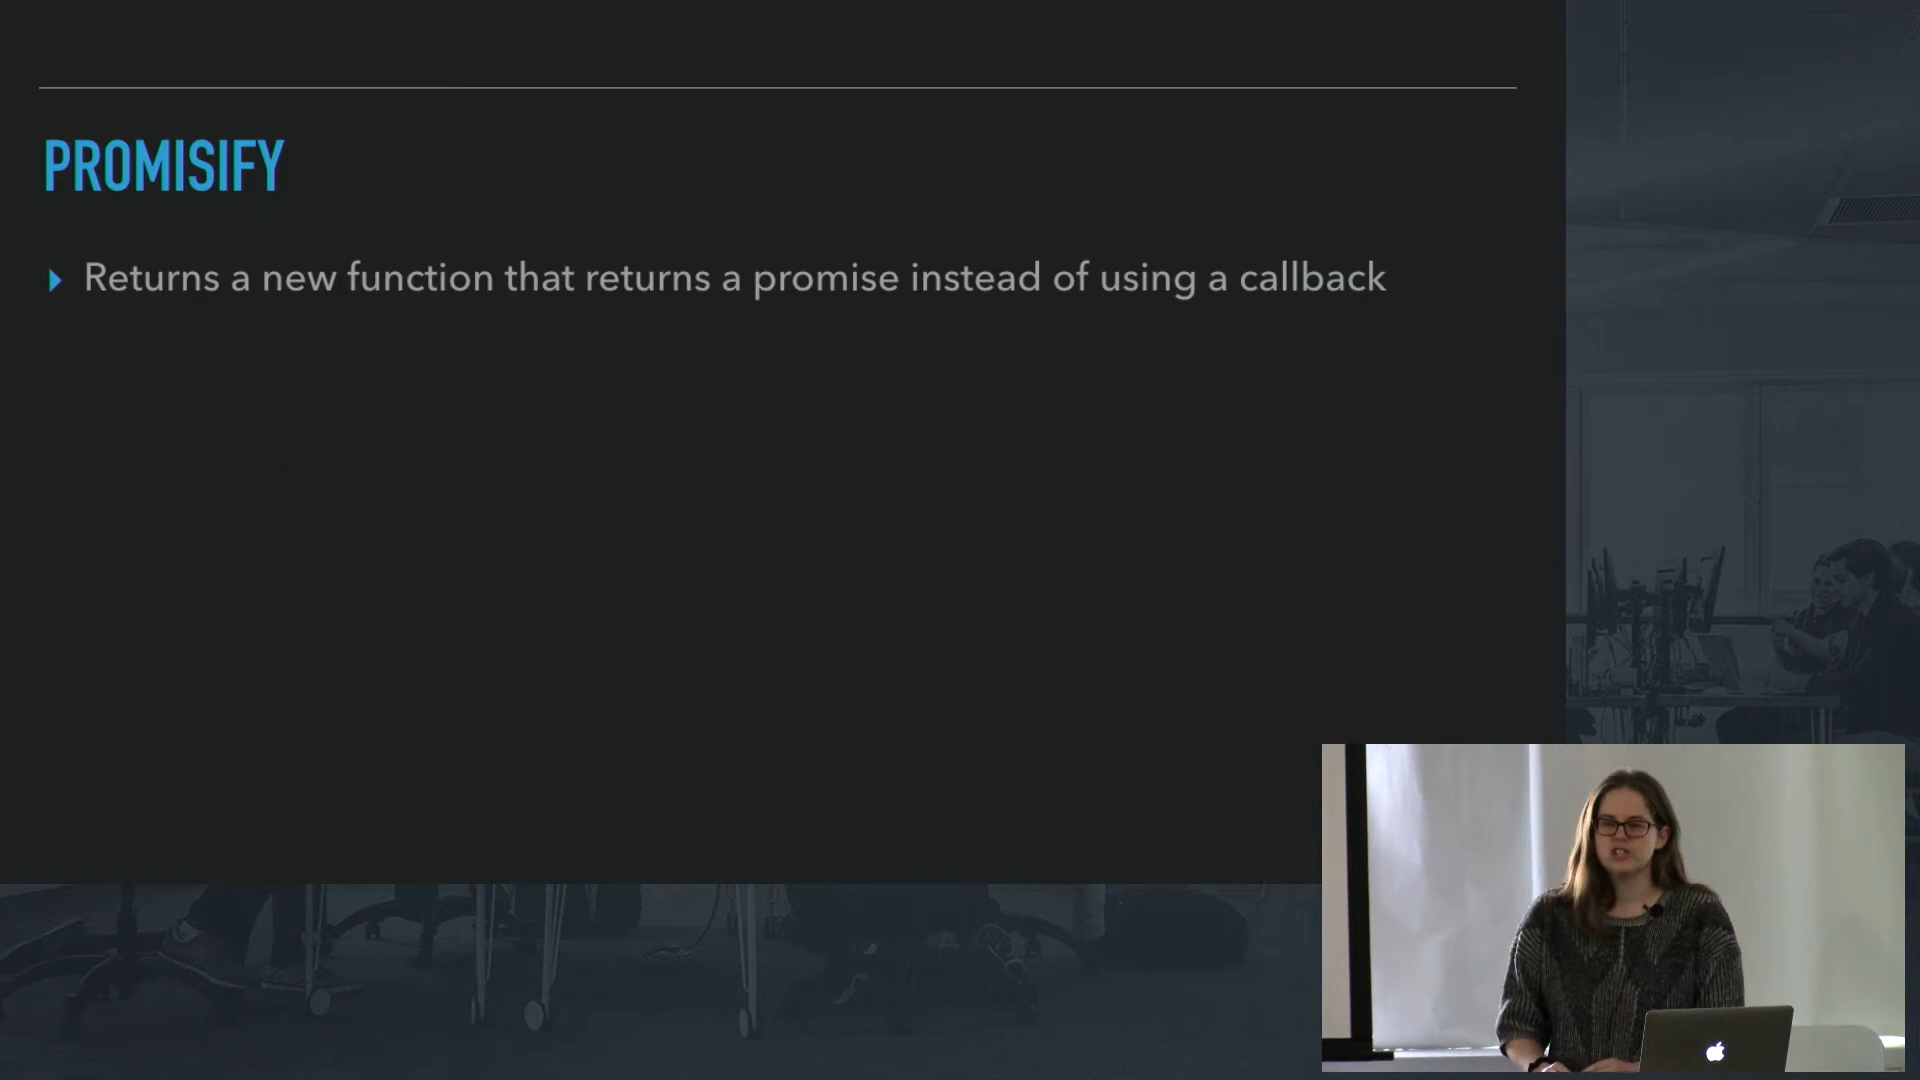 PROMISIFY
Returns a new function that returns a promise instead of using a callback